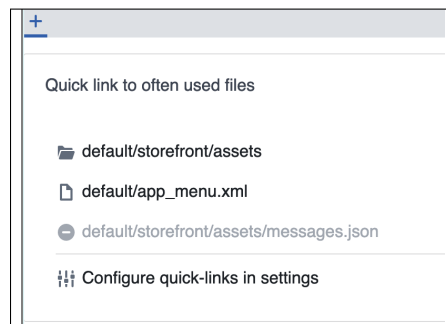 +
Quick link to often used files
default/storefront/assets
default/app_menu.xml
default/storefront/assets/messages.json
Configure quick-links in settings